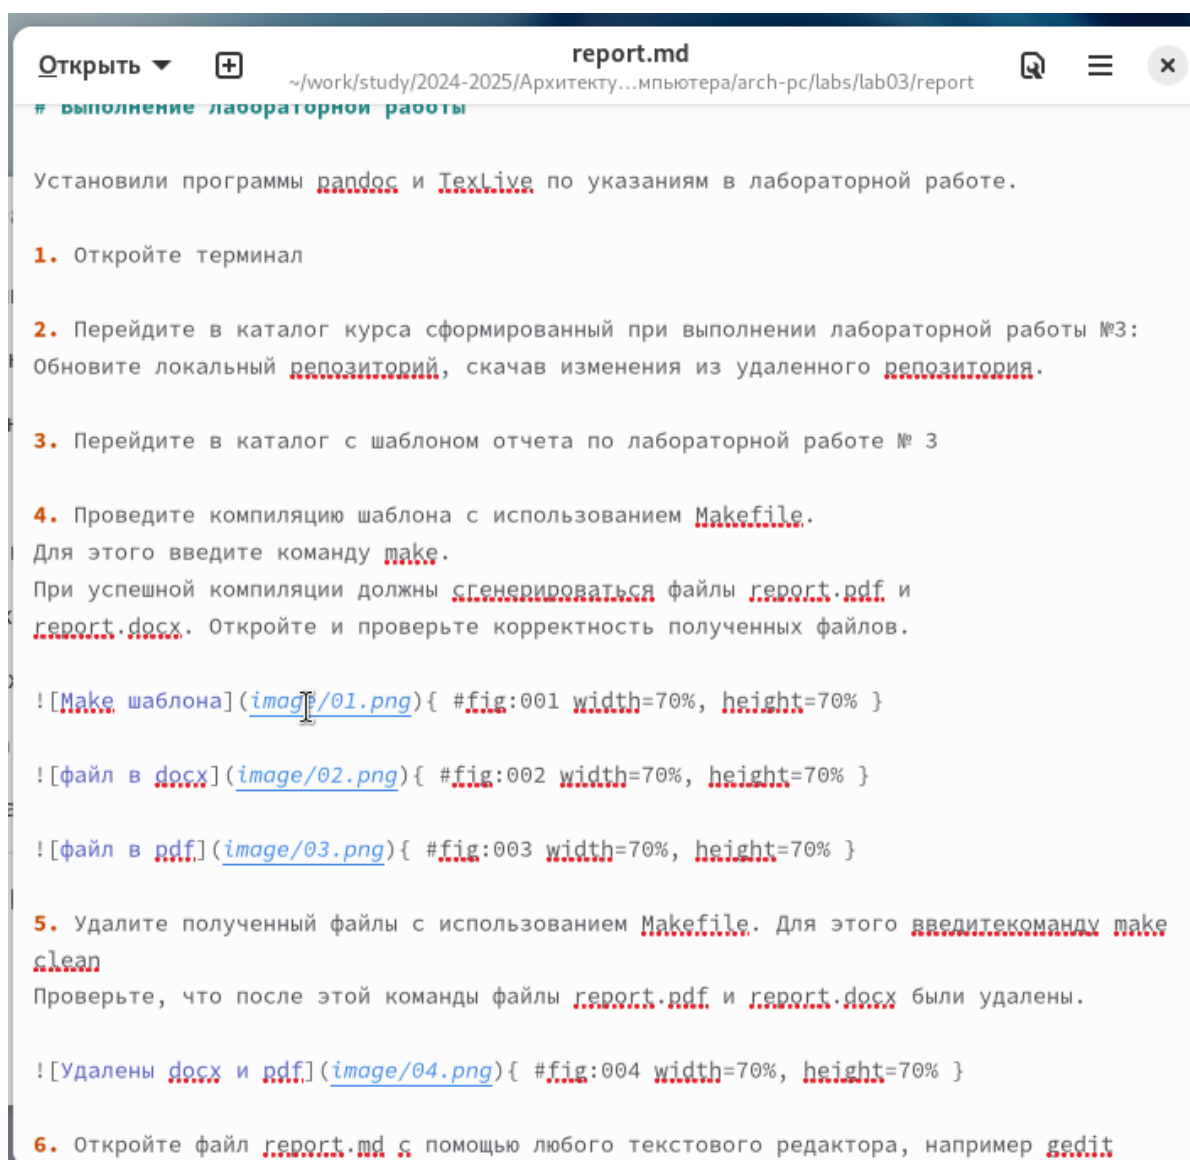 Открыть
report.md
~/work/study/2024-2025/Архитекту…мпьютера/arch-pc/labs/lab03/report
# Выполнение лабораторной работы
Установили программы pandoc и TexLive по указаниям в лабораторной работе.
1. Откройте терминал
2. Перейдите в каталог курса сформированный при выполнении лабораторной работы №3:
Обновите локальный репозиторий, скачав изменения из удаленного репозитория.
3. Перейдите в каталог с шаблоном отчета по лабораторной работе № 3
4. Проведите компиляцию шаблона с использованием Makefile.
Для этого введите команду make.
При успешной компиляции должны сгенерироваться файлы report.pdf и
report.docx. Откройте и проверьте корректность полученных файлов.
![Make шаблона](image/01.png){ #fig:001 width=70%, height=70% }
![файл в docx](image/02.png){ #fig:002 width=70%, height=70% }
![файл в pdf](image/03.png){ #fig:003 width=70%, height=70% }
5. Удалите полученный файлы с использованием Makefile. Для этого введитекоманду make
clean
Проверьте, что после этой команды файлы report.pdf и report.docx были удалены.
![Удалены docx и pdf](image/04.png){ #fig:004 width=70%, height=70% }
6. Откройте файл report.md с помощью любого текстового редактора, например gedit